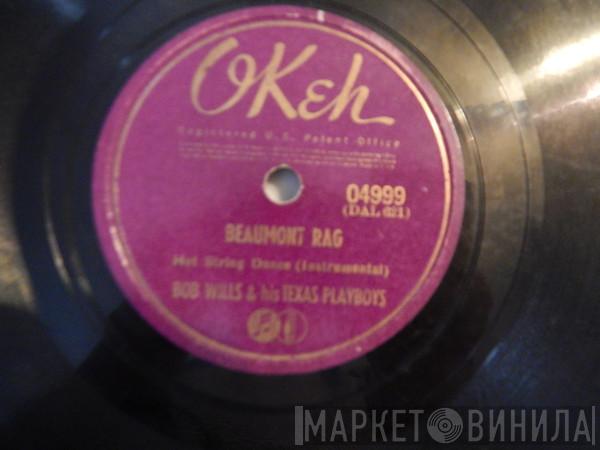 OKeh
Registered U.S. Patent Office
04999
(DAL 621)
BEAUMONT RAG
Hot String Dance (Instrumental)
BOB WILLS & his TEXAS PLAYBOYS
МАРКЕТ ВИНИЛА